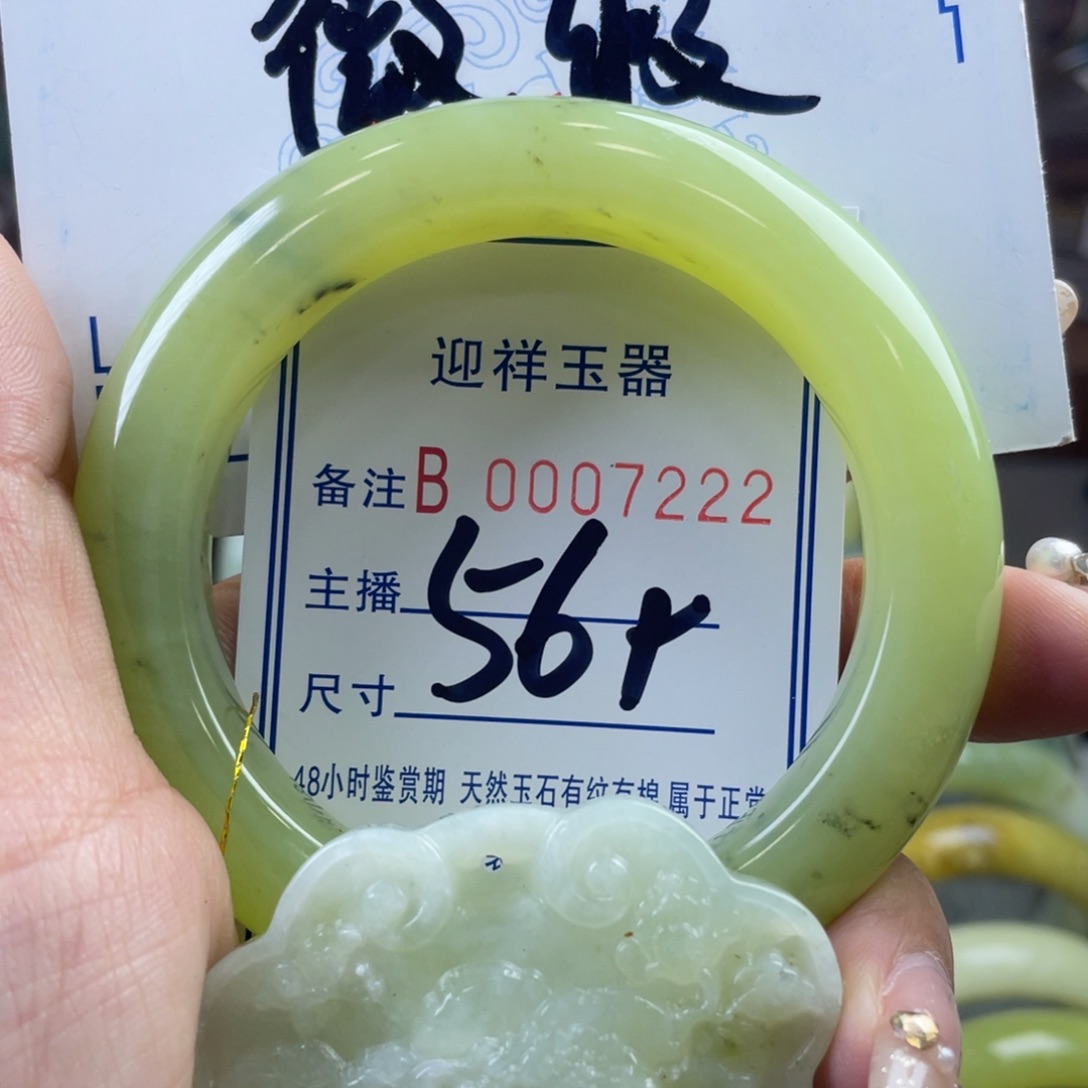 迎祥玉器
备注 B 0007222
主播 56r
尺寸
48小时鉴赏期 天然玉石有纹有棉 属于正常